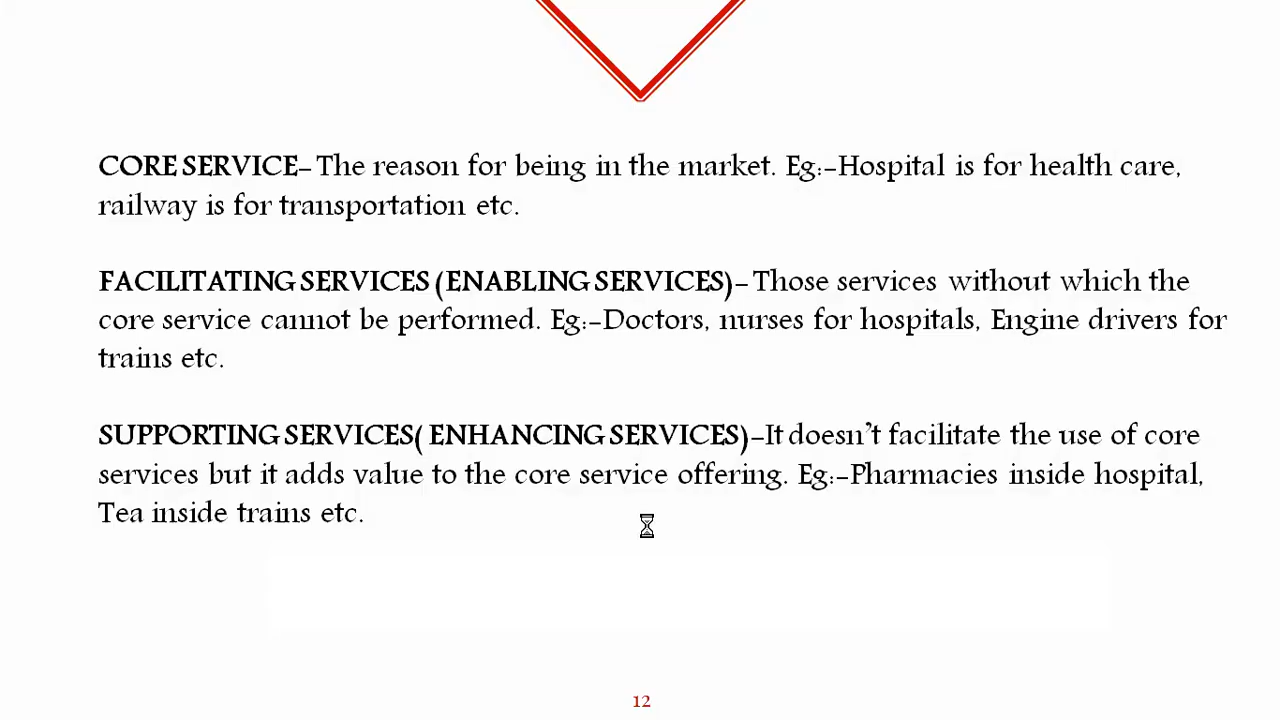 CORE SERVICE– The reason for being in the market. Eg:–Hospital is for health care,
railway is for transportation etc.
FACILITATING SERVICES (ENABLING SERVICES)– Those services without which the
core service cannot be performed. Eg:–Doctors, nurses for hospitals, Engine drivers for
trains etc.
SUPPORTING SERVICES( ENHANCING SERVICES)–It doesn't facilitate the use of core
services but it adds value to the core service offering. Eg:–Pharmacies inside hospital,
Tea inside trains etc.
12